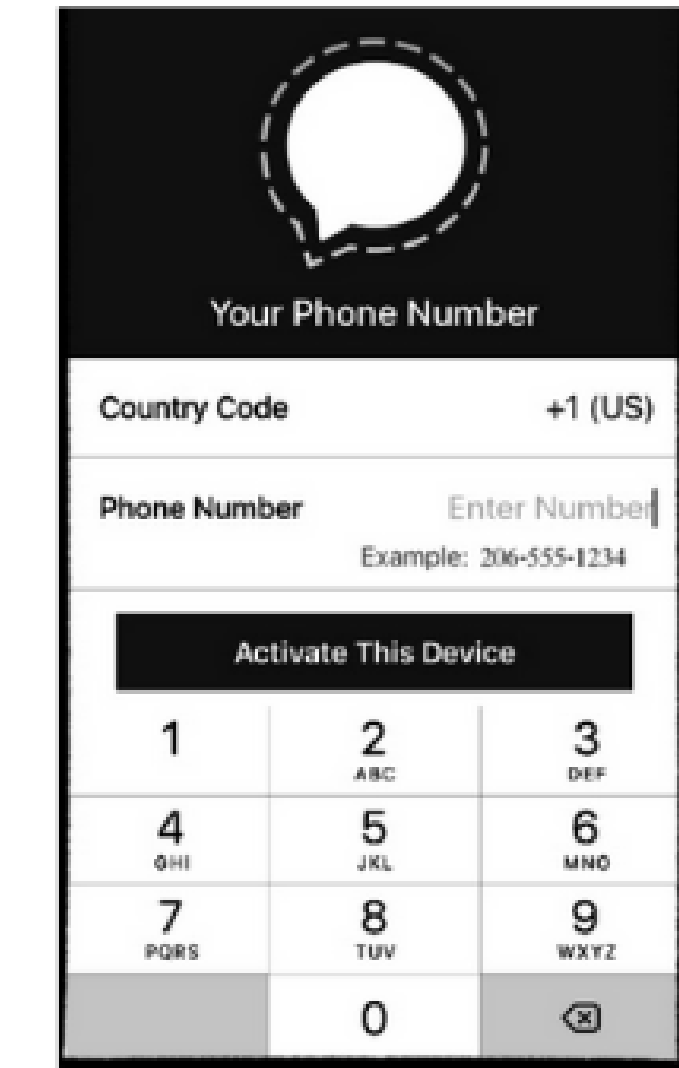 Your Phone Number
Country Code +1 (US)
Phone Number Enter Number
Example: 206-555-1234
Activate This Device
1 2 3
ABC DEF
4 5 6
GHI JKL MNO
7 8 9
PQRS TUV WXYZ
0